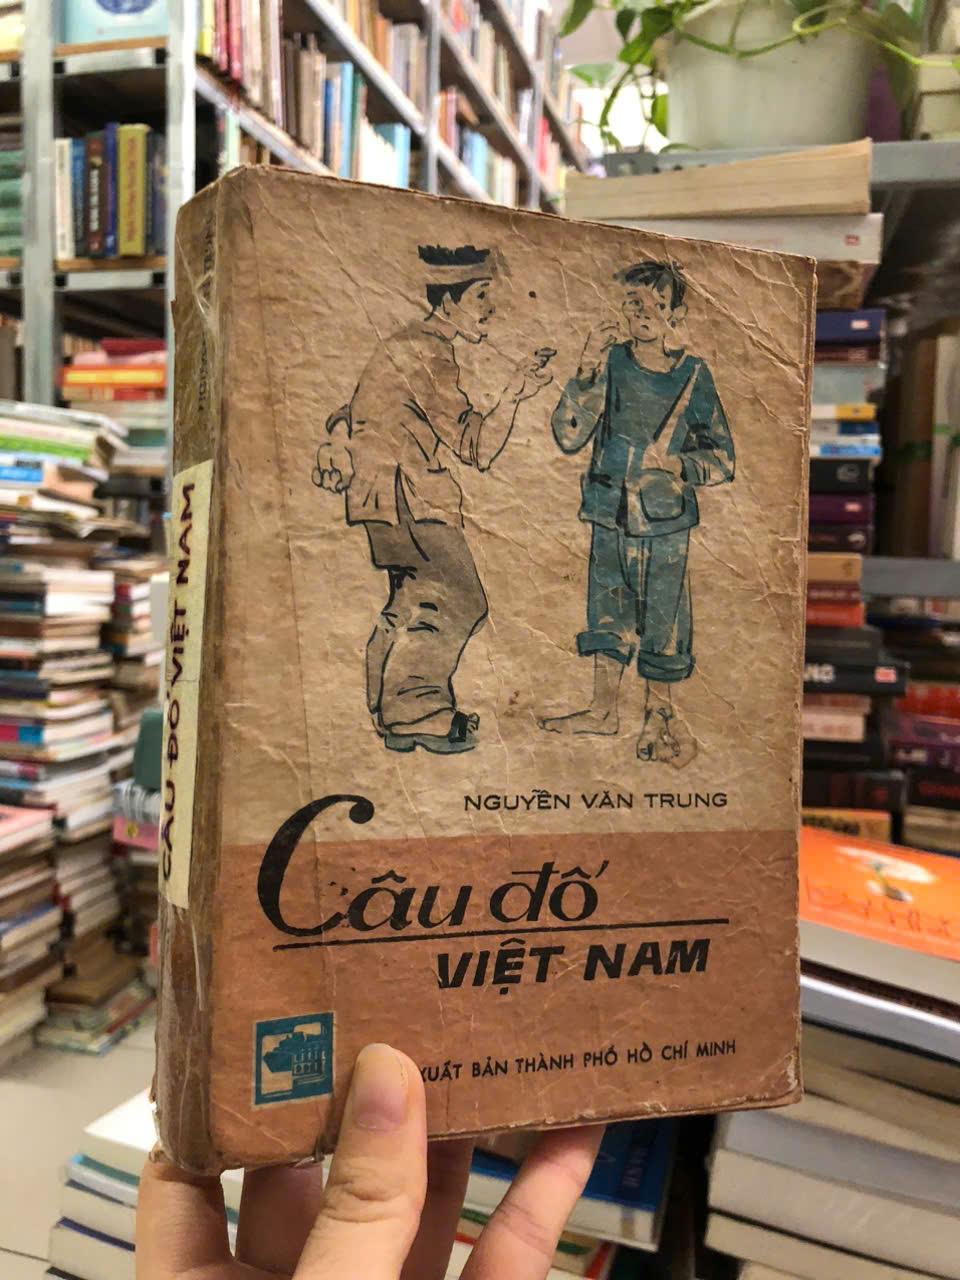 NGUYỄN VĂN TRUNG
Câu đố
VIỆT NAM
XUẤT BẢN THÀNH PHỐ HỒ CHÍ MINH
CÂU ĐỐ VIỆT NAM